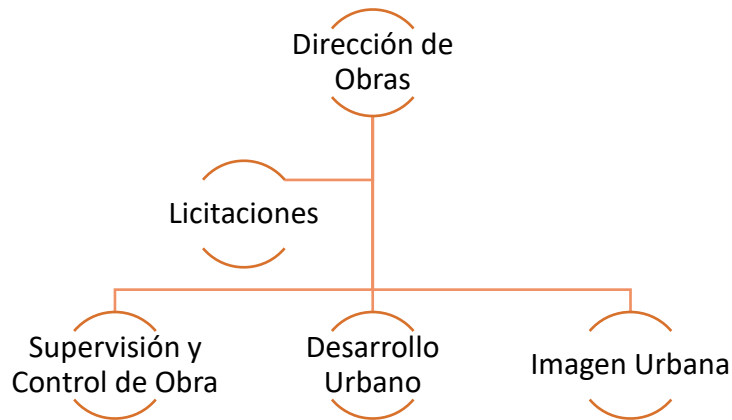 Dirección de
Obras
Licitaciones
Supervisión y
Control de Obra
Desarrollo
Urbano
Imagen Urbana